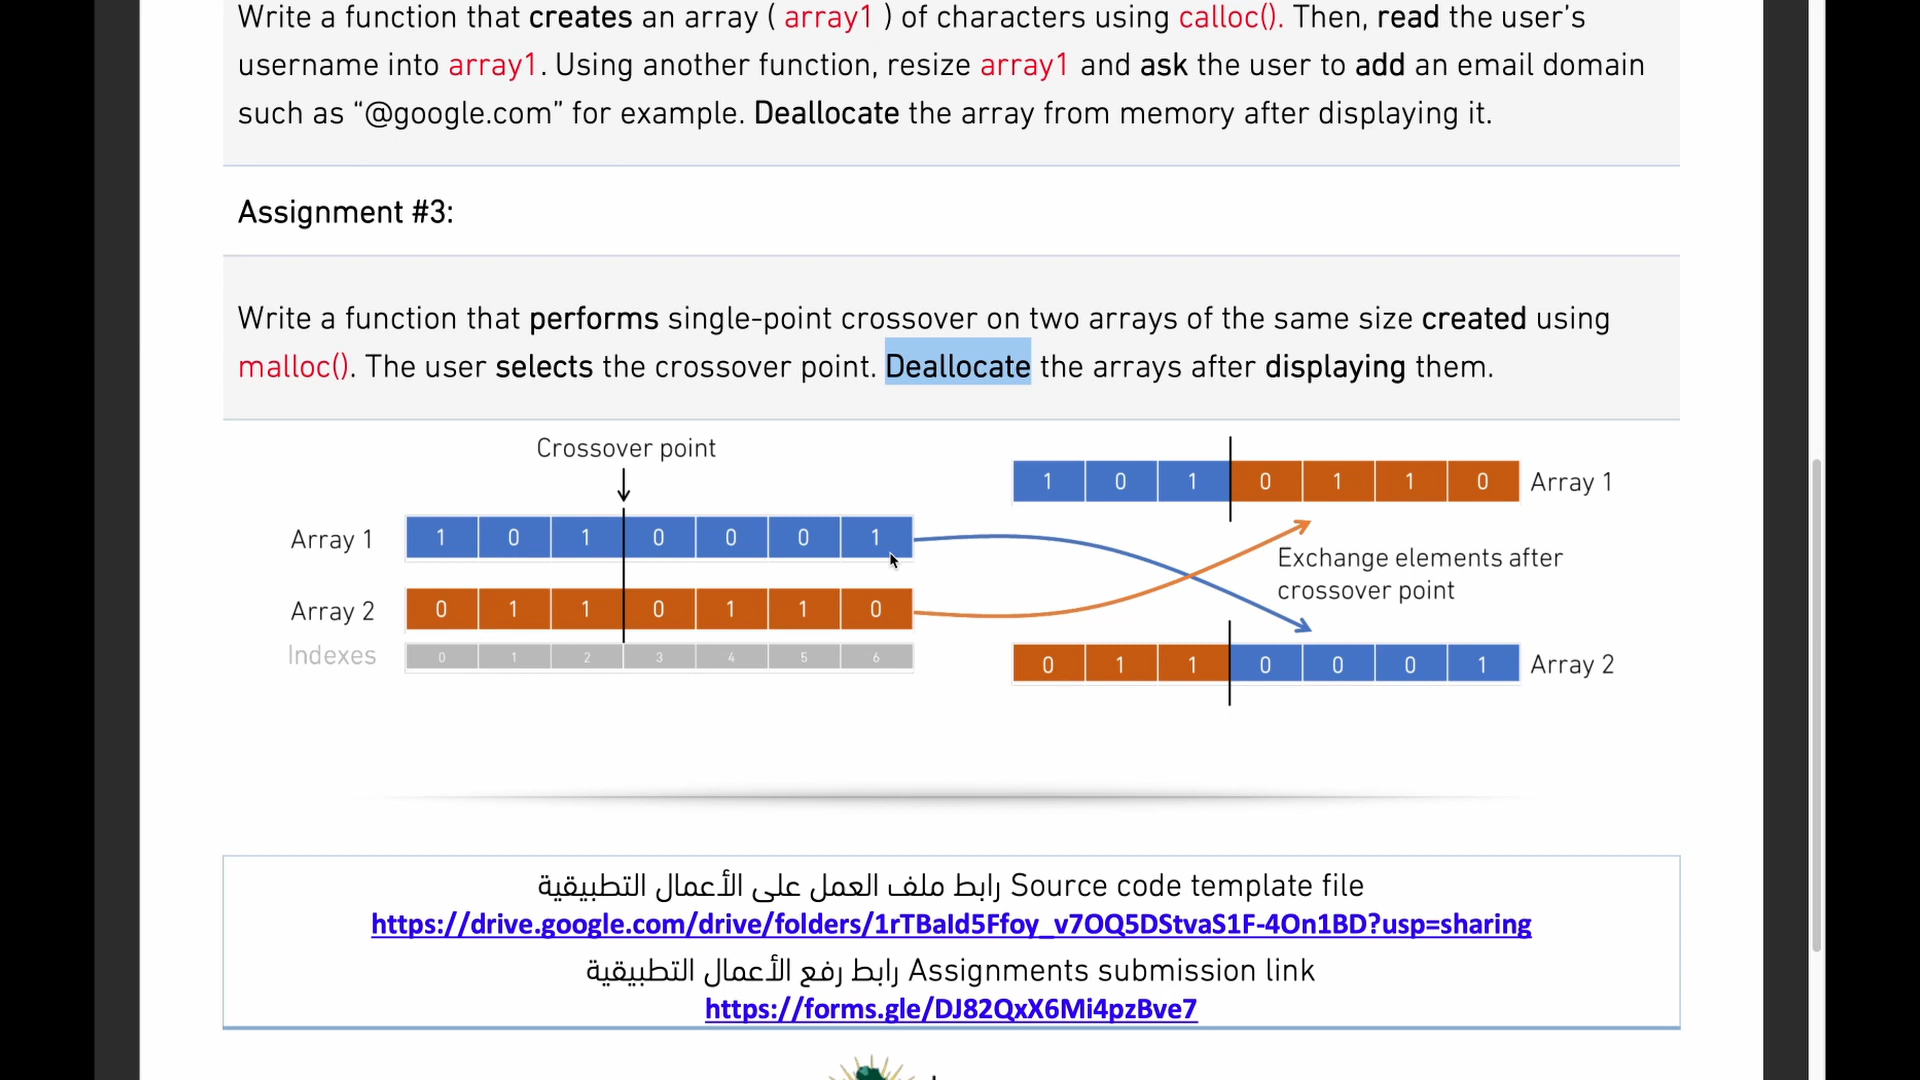 Write a function that creates an array ( array1 ) of characters using calloc(). Then, read the user’s
username into array1. Using another function, resize array1 and ask the user to add an email domain
such as “@google.com” for example. Deallocate the array from memory after displaying it.
Assignment #3:
Write a function that performs single-point crossover on two arrays of the same size created using
malloc(). The user selects the crossover point. Deallocate the arrays after displaying them.
Crossover point
Array 1 1 0 1 0 0 0 1
Array 2 0 1 1 0 1 1 0
Indexes 0 1 2 3 4 5 6
1 0 1 0 1 1 0 Array 1
Exchange elements after
crossover point
0 1 1 0 0 0 1 Array 2
رابط ملف العمل على الأعمال التطبيقية Source code template file
https://drive.google.com/drive/folders/1rTBaId5Ffoy_v7OQ5DStvaS1F-4On1BD?usp=sharing
رابط رفع الأعمال التطبيقية Assignments submission link
https://forms.gle/DJ82QxX6Mi4pzBve7